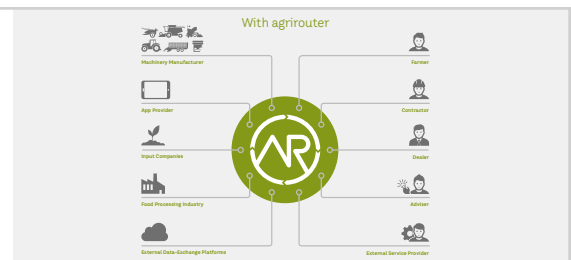 With agrirouter
Machinery Manufacturer
Farmer
App Provider
Contractor
Input Companies
Dealer
Food Processing Industry
Adviser
External Data-Exchange Platforms
External Service Provider
AR